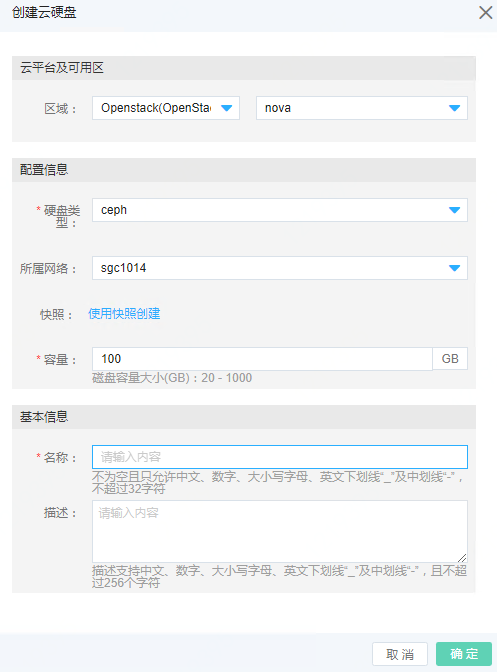 创建云硬盘
云平台及可用区
区域： Openstack(OpenStac nova
配置信息
* 硬盘类型： ceph
所属网络： sgc1014
快照： 使用快照创建
* 容量： 100 GB
磁盘容量大小(GB)：20 - 1000
基本信息
* 名称： 请输入内容
不为空且只允许中文、数字、大小写字母、英文下划线“_”及中划线“-”，
不超过32字符
描述： 请输入内容
描述支持中文、数字、大小写字母、英文下划线“_”及中划线“-”，且不超
过256个字符
取 消 确 定